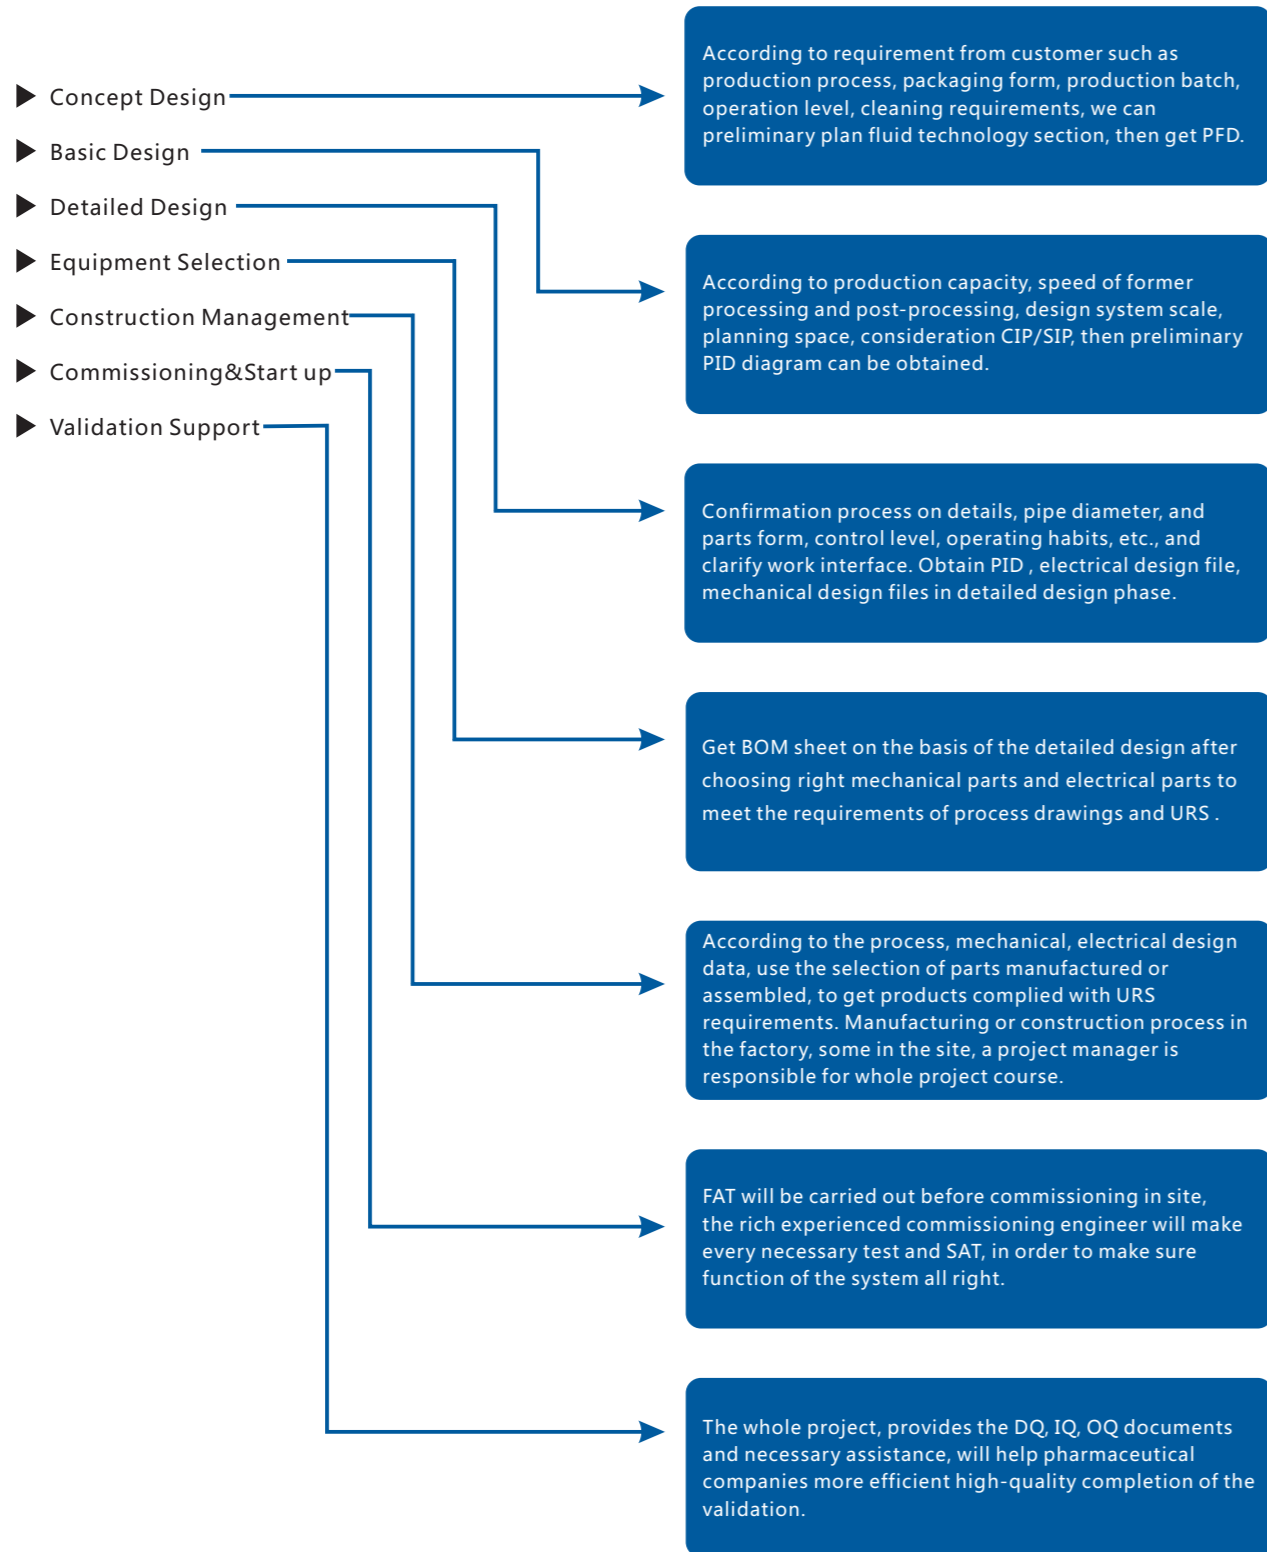 Concept Design
Basic Design
Detailed Design
Equipment Selection
Construction Management
Commissioning&Start up
Validation Support
According to requirement from customer such as
production process, packaging form, production batch,
operation level, cleaning requirements, we can
preliminary plan fluid technology section, then get PFD.
According to production capacity, speed of former
processing and post-processing, design system scale,
planning space, consideration CIP/SIP, then preliminary
PID diagram can be obtained.
Confirmation process on details, pipe diameter, and
parts form, control level, operating habits, etc., and
clarify work interface. Obtain PID , electrical design file,
mechanical design files in detailed design phase.
Get BOM sheet on the basis of the detailed design after
choosing right mechanical parts and electrical parts to
meet the requirements of process drawings and URS .
According to the process, mechanical, electrical design
data, use the selection of parts manufactured or
assembled, to get products complied with URS
requirements. Manufacturing or construction process in
the factory, some in the site, a project manager is
responsible for whole project course.
FAT will be carried out before commissioning in site,
the rich experienced commissioning engineer will make
every necessary test and SAT, in order to make sure
function of the system all right.
The whole project, provides the DQ, IQ, OQ documents
and necessary assistance, will help pharmaceutical
companies more efficient high-quality completion of the
validation.